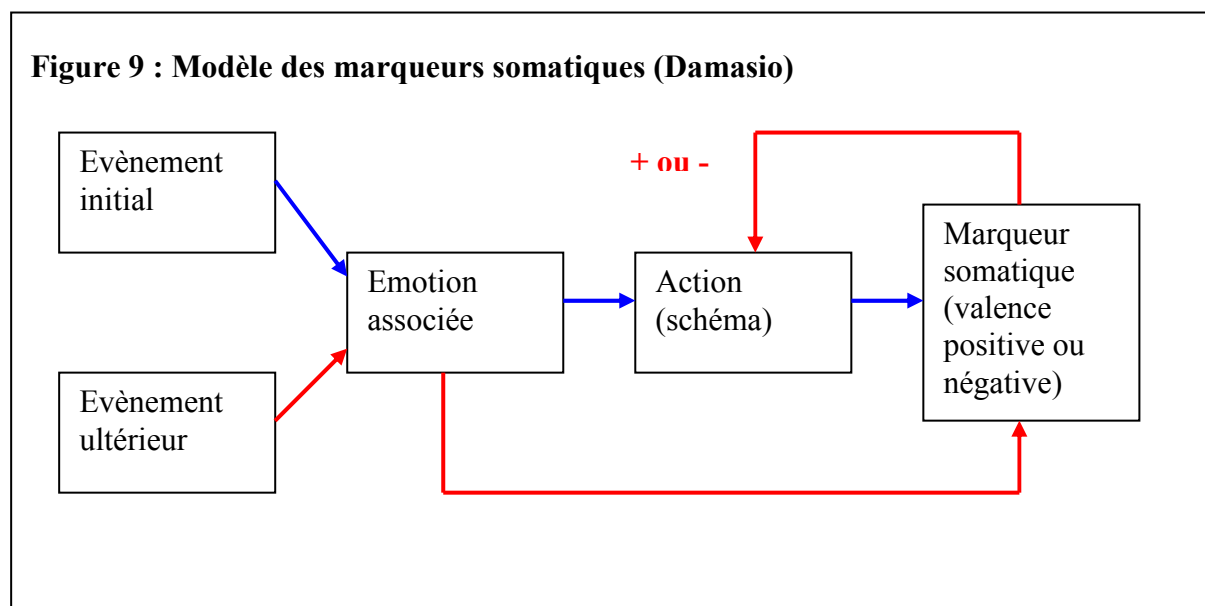 Figure 9 : Modèle des marqueurs somatiques (Damasio)
Evènement
initial
+ ou -
Marqueur
somatique
(valence
positive ou
négative)
Emotion
associée
Action
(schéma)
Evènement
ultérieur